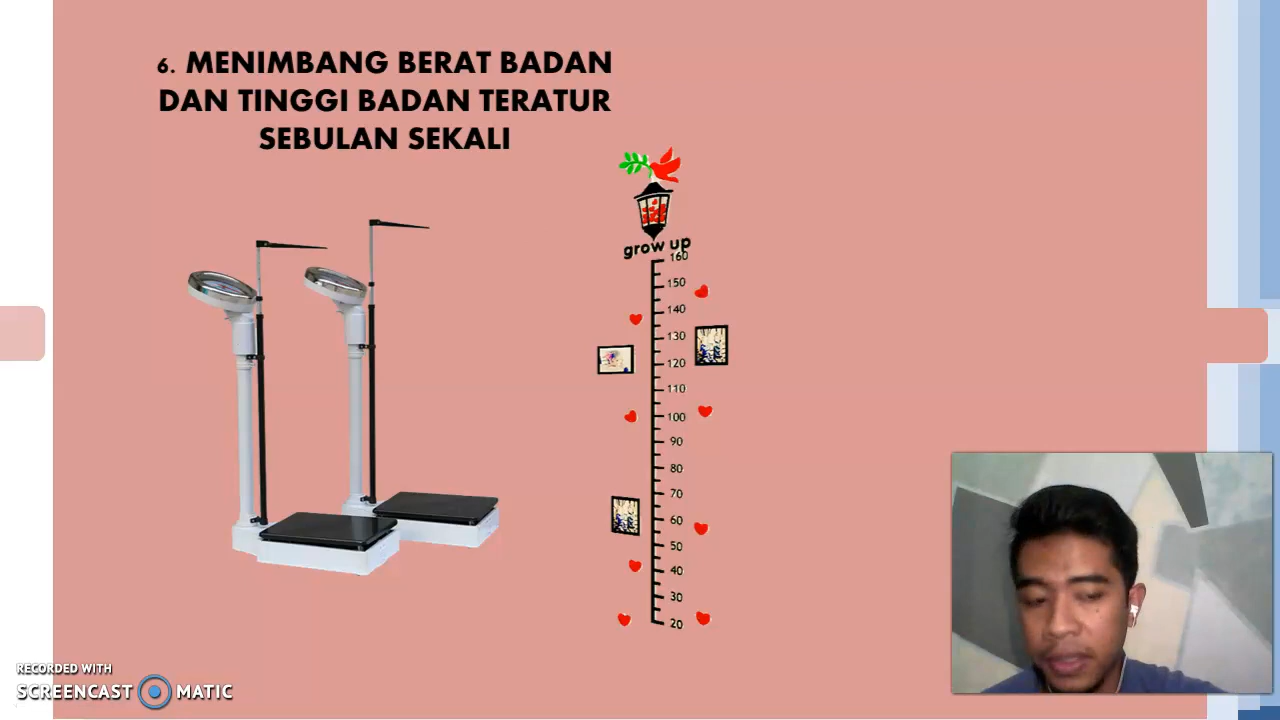 6. MENIMBANG BERAT BADAN
DAN TINGGI BADAN TERATUR
SEBULAN SEKALI
grow up
160
150
140
130
120
110
100
90
80
70
60
50
40
30
20
RECORDED WITH
SCREENCAST MATIC